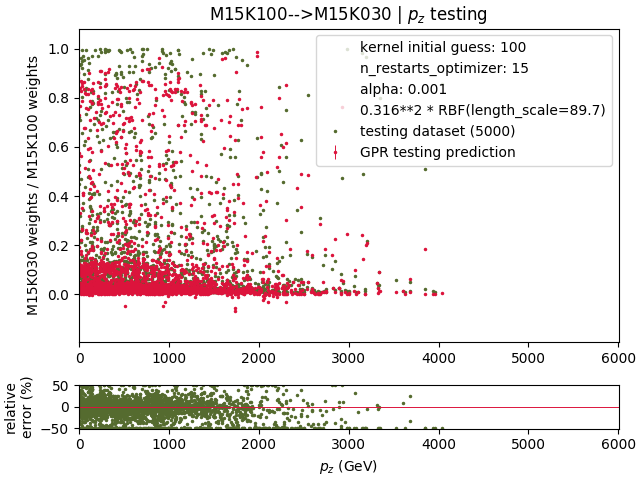 M15K100-->M15K030 | p_z testing
M15K030 weights / M15K100 weights
1.0
0.8
0.6
0.4
0.2
0.0
kernel initial guess: 100
n_restarts_optimizer: 15
alpha: 0.001
0.316**2 * RBF(length_scale=89.7)
testing dataset (5000)
GPR testing prediction
0 1000 2000 3000 4000 5000 6000
relative
error (%)
50
0
−50
0 1000 2000 3000 4000 5000 6000
p_z (GeV)